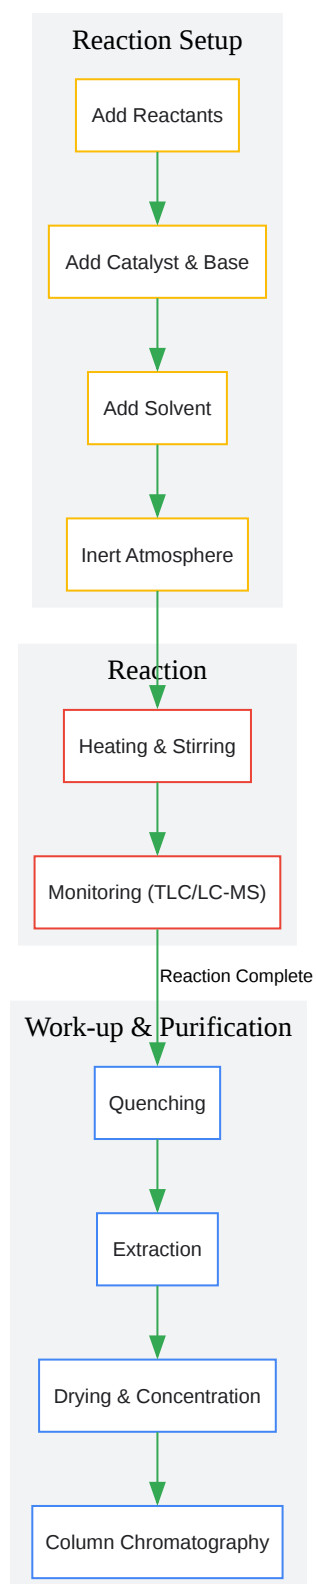 Reaction Setup
Add Reactants
Add Catalyst & Base
Add Solvent
Inert Atmosphere
Reaction
Heating & Stirring
Monitoring (TLC/LC-MS)
Reaction Complete
Work-up & Purification
Quenching
Extraction
Drying & Concentration
Column Chromatography